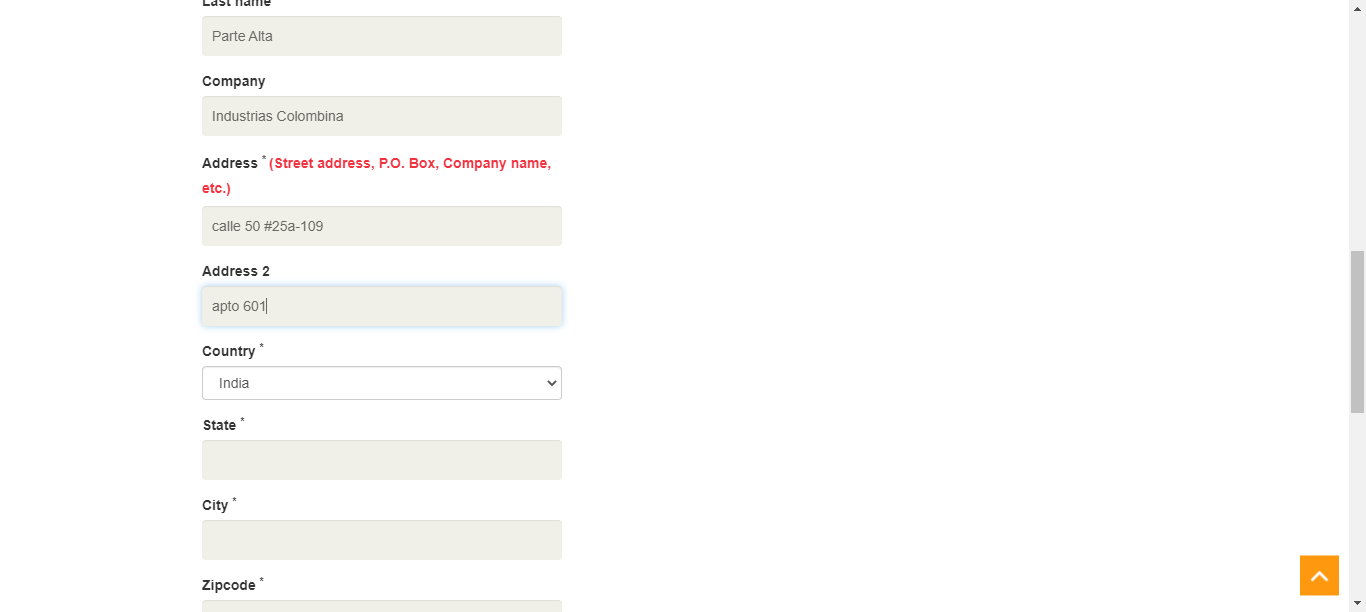 Last name
Parte Alta
Company
Industrias Colombina
Address * (Street address, P.O. Box, Company name,
etc.)
calle 50 #25a-109
Address 2
apto 601
Country *
India
State *
City *
Zipcode *